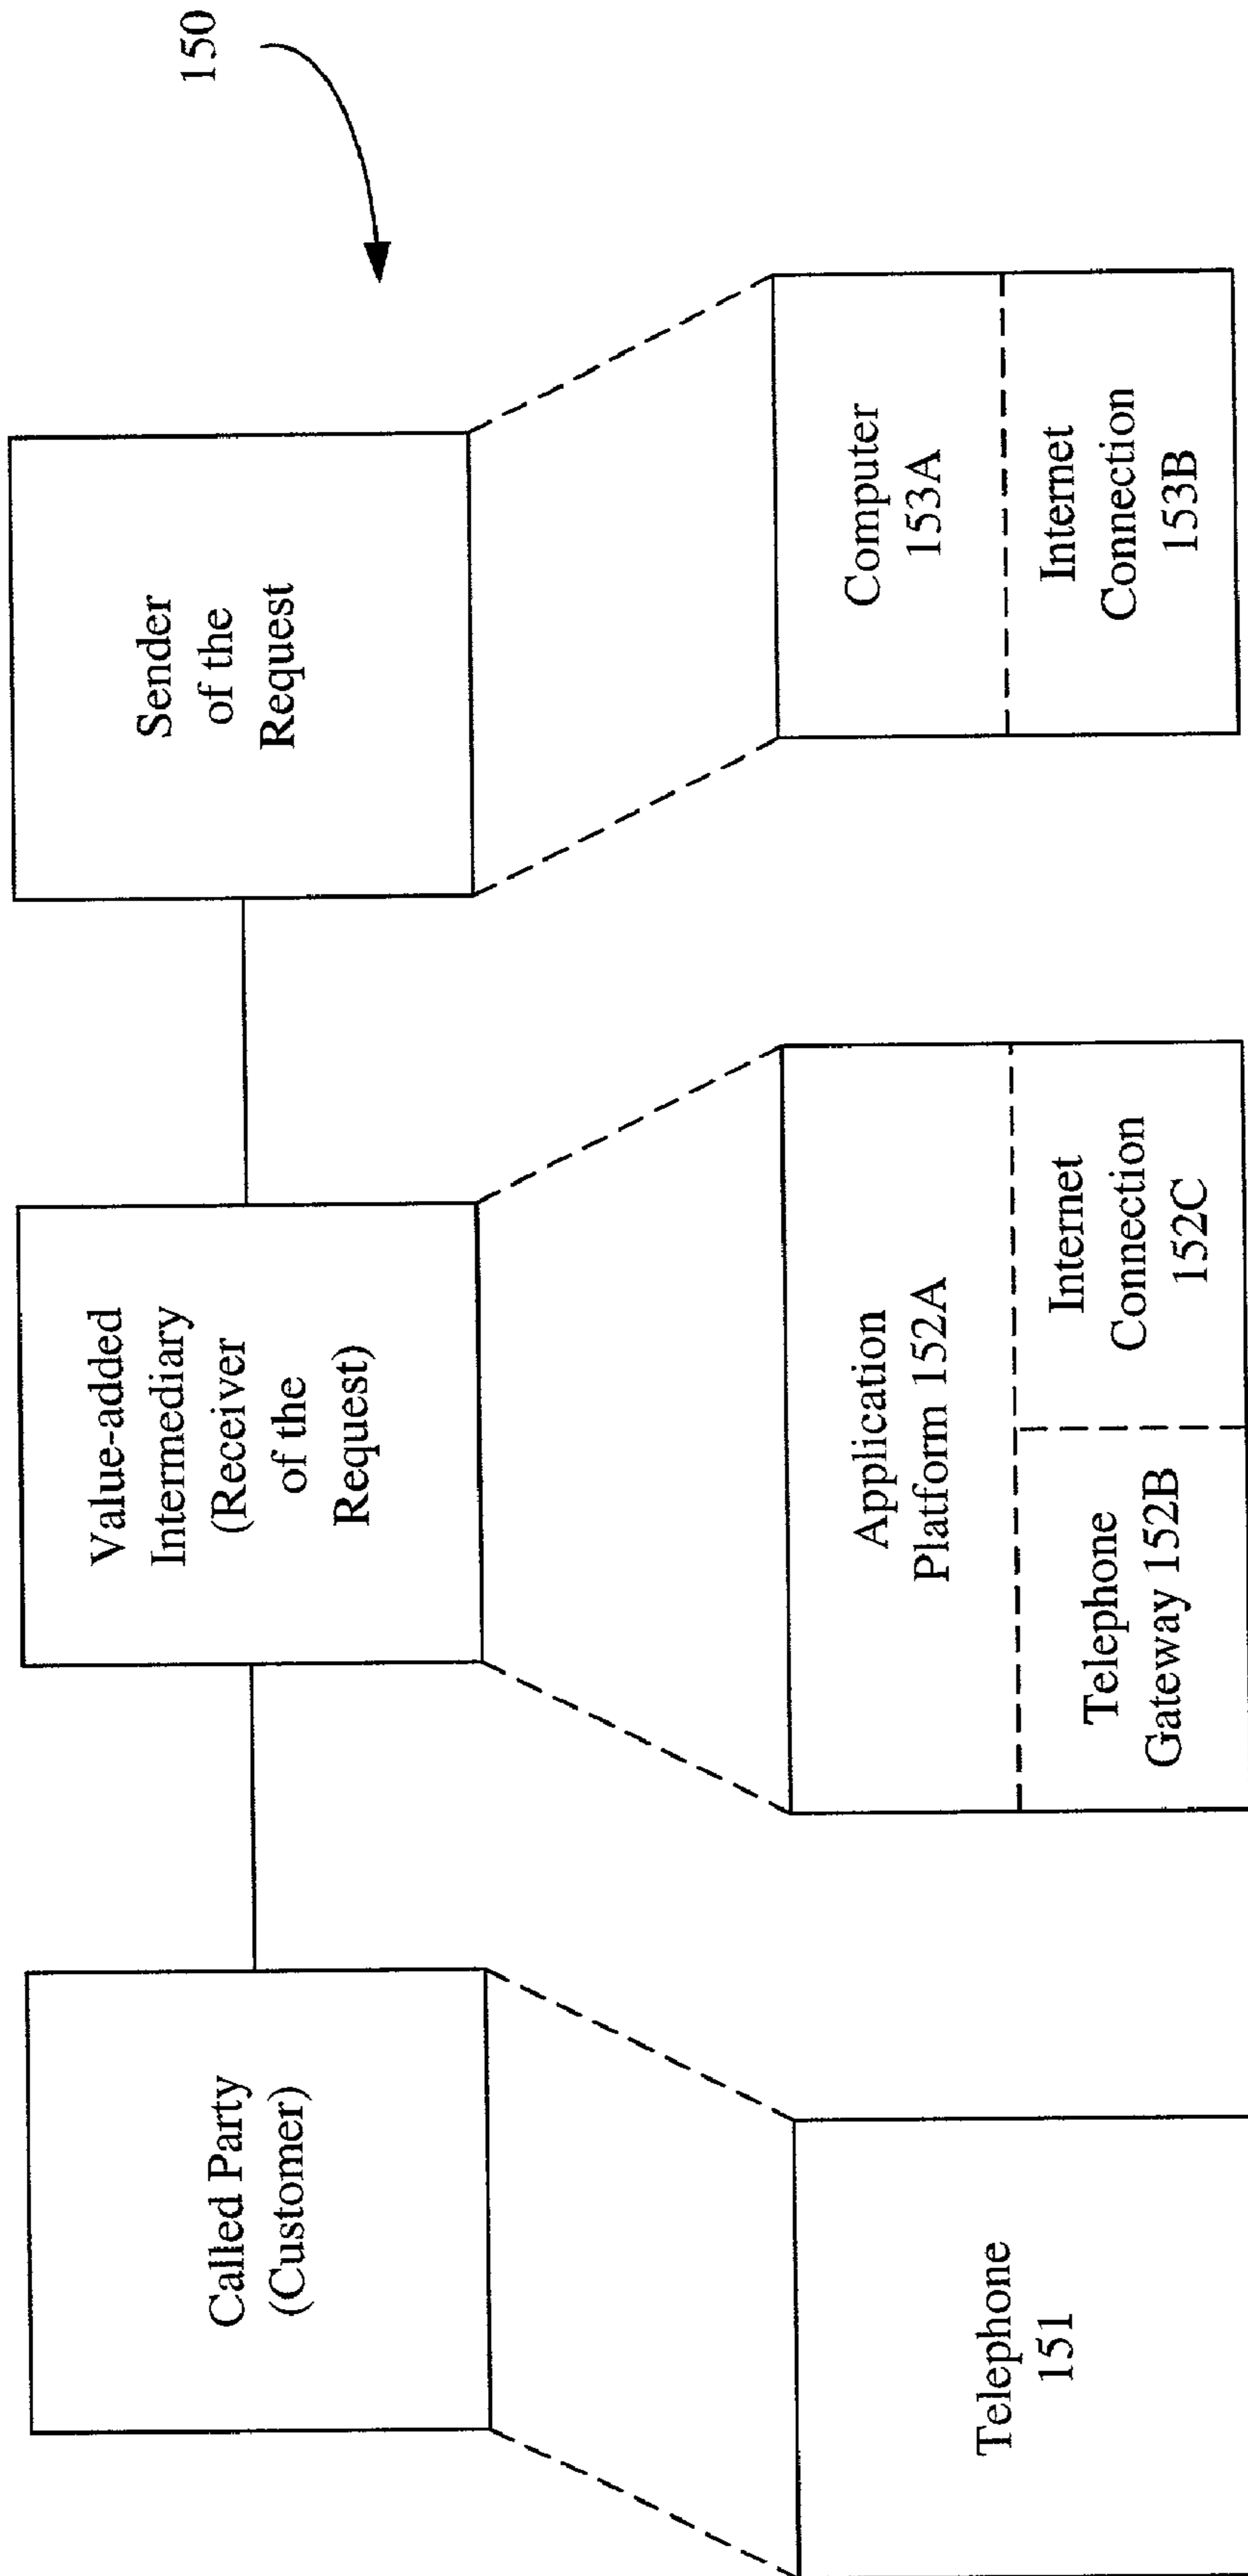 150
Called Party
(Customer)
Value-added
Intermediary
(Receiver
of the
Request)
Sender
of the
Request
Telephone
151
Application
Platform 152A
Telephone
Gateway 152B
Internet
Connection
152C
Computer
153A
Internet
Connection
153B